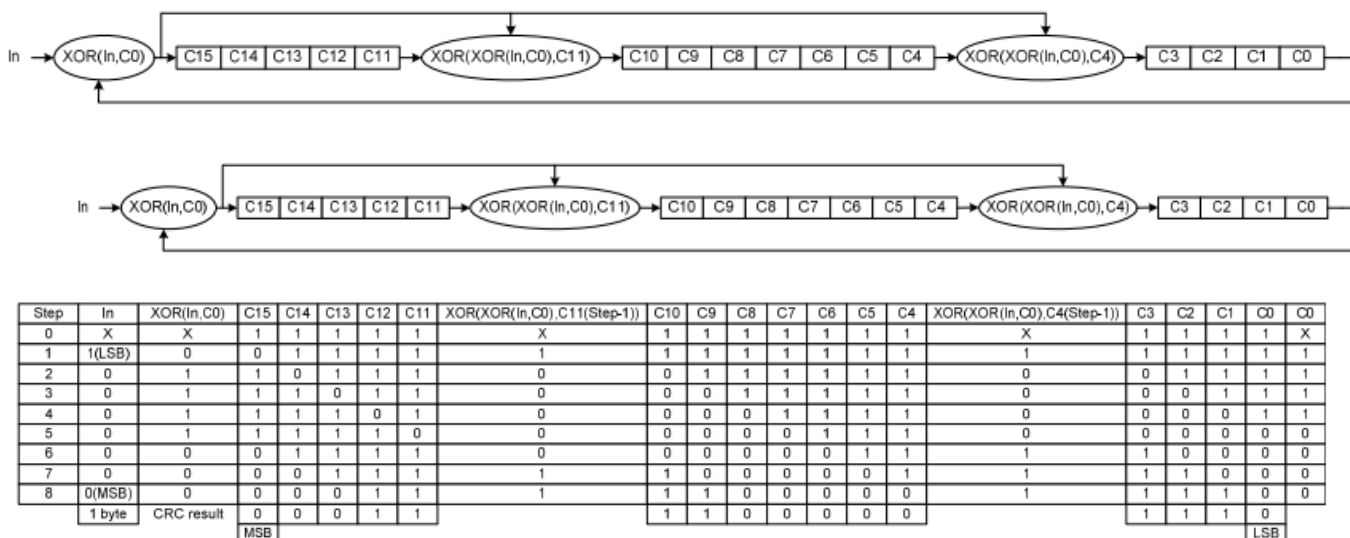 In XOR(In,C0) C15 C14 C13 C12 C11 XOR(XOR(In,C0),C11) C10 C9 C8 C7 C6 C5 C4 XOR(XOR(In,C0),C4) C3 C2 C1 C0
In XOR(In,C0) C15 C14 C13 C12 C11 XOR(XOR(In,C0),C11) C10 C9 C8 C7 C6 C5 C4 XOR(XOR(In,C0),C4) C3 C2 C1 C0
Step In XOR(In,C0) C15 C14 C13 C12 C11 XOR(XOR(In,C0),C11(Step-1)) C10 C9 C8 C7 C6 C5 C4 XOR(XOR(In,C0),C4(Step-1)) C3 C2 C1 C0 C0
0 X X 1 1 1 1 1 X 1 1 1 1 1 1 1 X 1 1 1 1 X
1 1(LSB) 0 0 1 1 1 1 1 1 1 1 1 1 1 1 1 1 1 1 1 1
2 0 1 1 0 1 1 1 0 0 1 1 1 1 1 1 0 0 1 1 1 1
3 0 1 1 1 0 1 1 0 0 0 1 1 1 1 1 0 0 0 1 1 1
4 0 1 1 1 1 0 1 0 0 0 0 1 1 1 1 0 0 0 0 1 1
5 0 1 1 1 1 1 0 0 0 0 0 0 1 1 1 0 0 0 0 0 0
6 0 0 0 1 1 1 1 0 0 0 0 0 0 1 1 1 1 0 0 0 0
7 0 0 0 0 1 1 1 1 1 0 0 0 0 0 1 1 1 1 0 0 0
8 0(MSB) 0 0 0 0 1 1 1 1 1 0 0 0 0 0 1 1 1 1 0 0
1 byte CRC result 0 0 0 1 1 1 1 0 0 0 0 0 1 1 1 0
MSB LSB